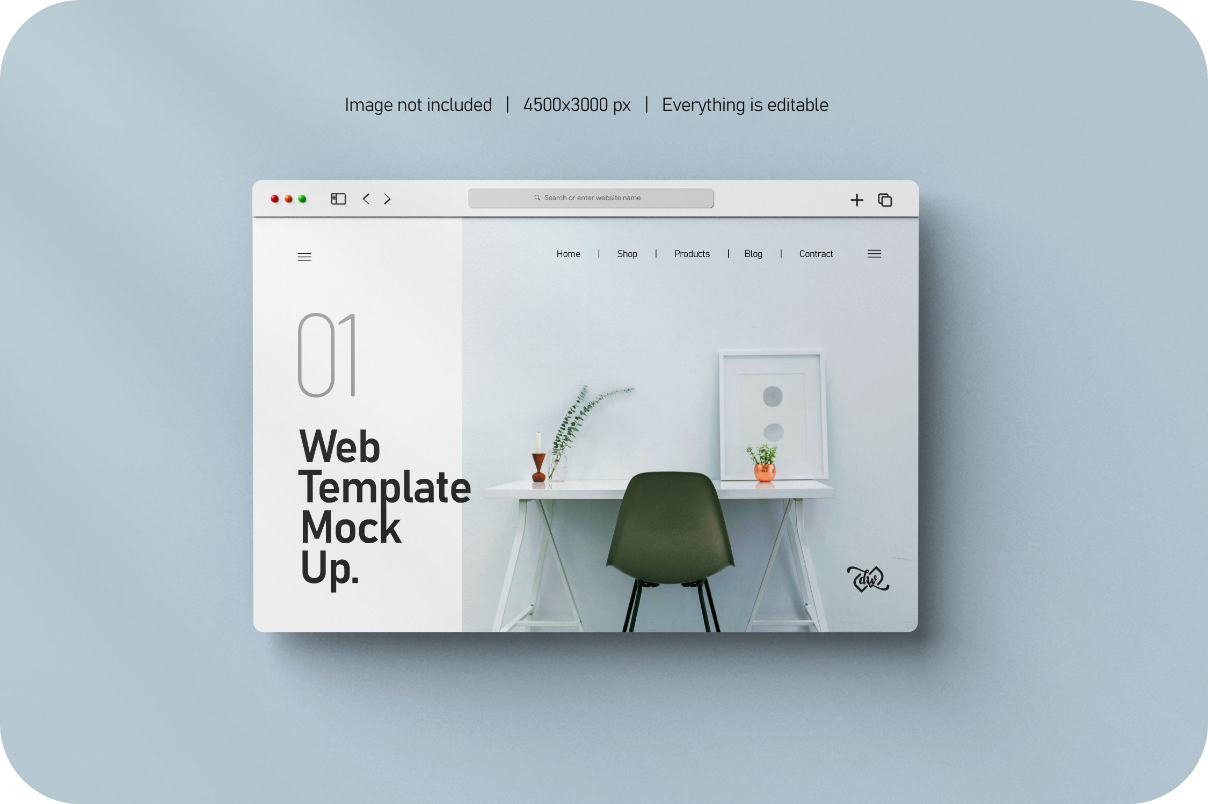 Image not included | 4500x3000 px | Everything is editable
Search or enter website name
Home | Shop | Products | Blog | Contract
01
Web
Template
Mock
Up.
dw